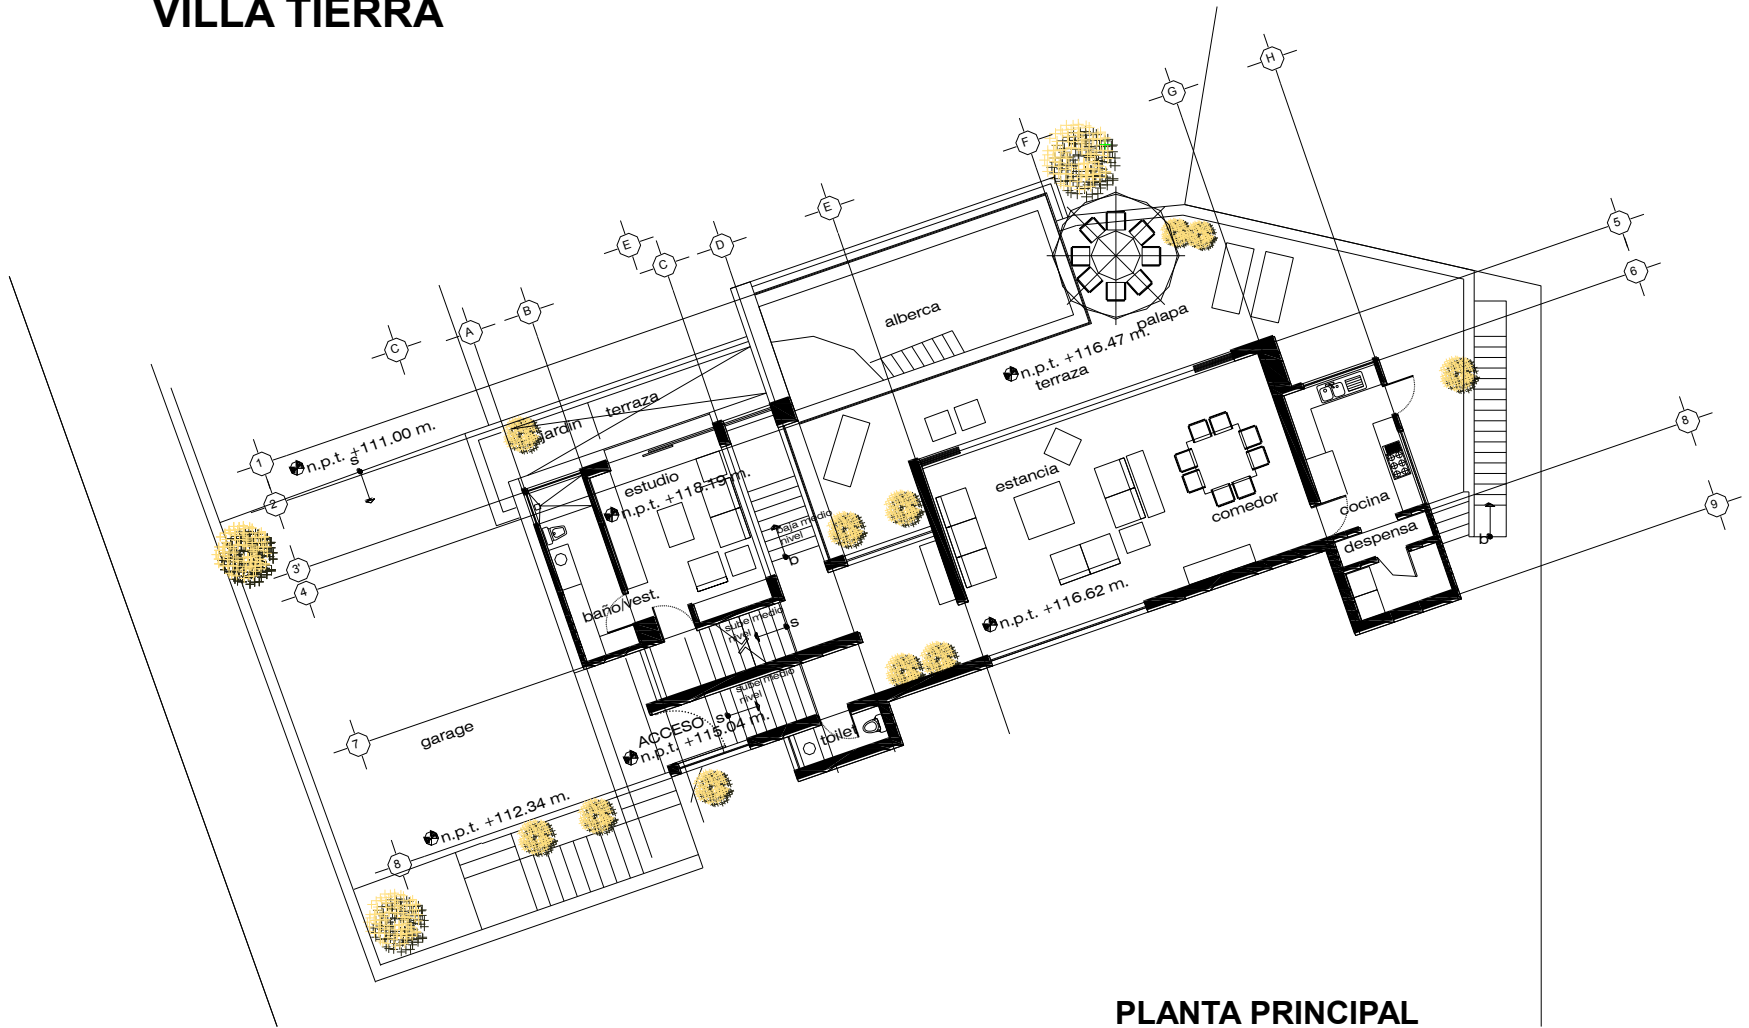 VILLA TIERRA
H
G
F
E
E
D
C
B
A
C
5
6
8
9
1
2
3'
4
7
8
alberca
palapa
n.p.t. +116.47 m.
terraza
terraza
jardin
n.p.t. +111.00 m.
s
estudio
n.p.t. +118.19 m.
baja medio
nivel
b
estancia
comedor
cocina
despensa
b
baño/vest.
n.p.t. +116.62 m.
sube medio
nivel
s
sube medio
nivel
s
ACCESO
n.p.t. +115.04 m.
toilet
garage
n.p.t. +112.34 m.
PLANTA PRINCIPAL